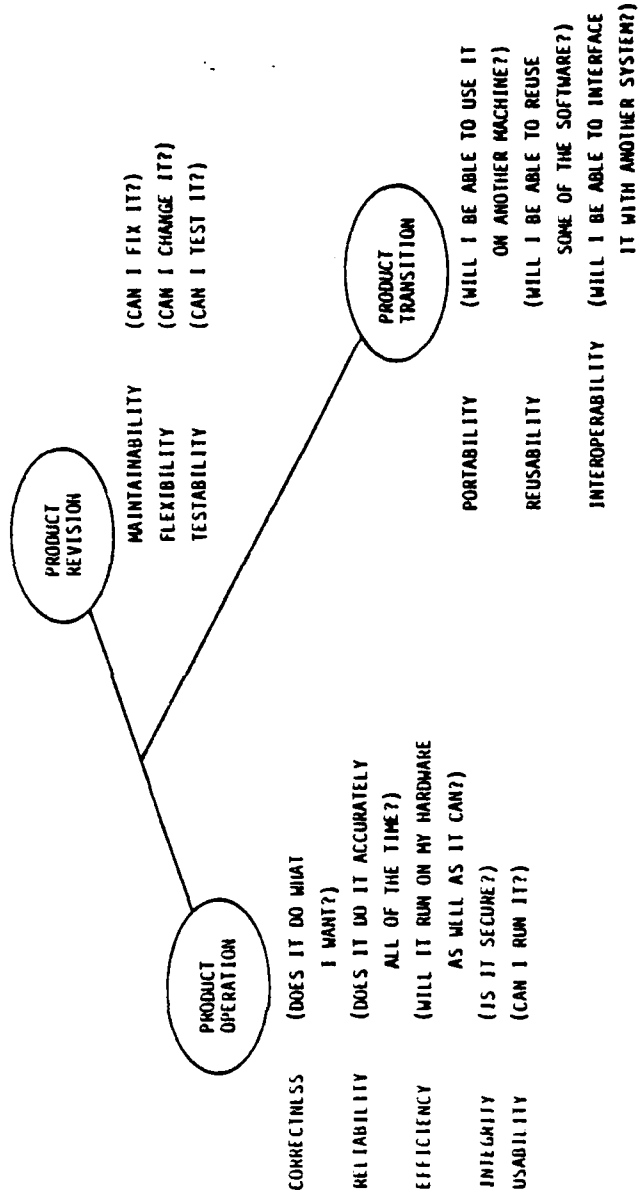 PRODUCT
REVISION
MAINTAINABILITY (CAN I FIX IT?)
FLEXIBILITY (CAN I CHANGE IT?)
TESTABILITY (CAN I TEST IT?)
PRODUCT
OPERATION
CORRECTNESS (DOES IT DO WHAT
I WANT?)
RELIABILITY (DOES IT DO IT ACCURATELY
ALL OF THE TIME?)
EFFICIENCY (WILL IT RUN ON MY HARDWARE
AS WELL AS IT CAN?)
INTEGRITY (IS IT SECURE?)
USABILITY (CAN I RUN IT?)
PRODUCT
TRANSITION
PORTABILITY (WILL I BE ABLE TO USE IT
ON ANOTHER MACHINE?)
REUSABILITY (WILL I BE ABLE TO REUSE
SOME OF THE SOFTWARE?)
INTEROPERABILITY (WILL I BE ABLE TO INTERFACE
IT WITH ANOTHER SYSTEM?)